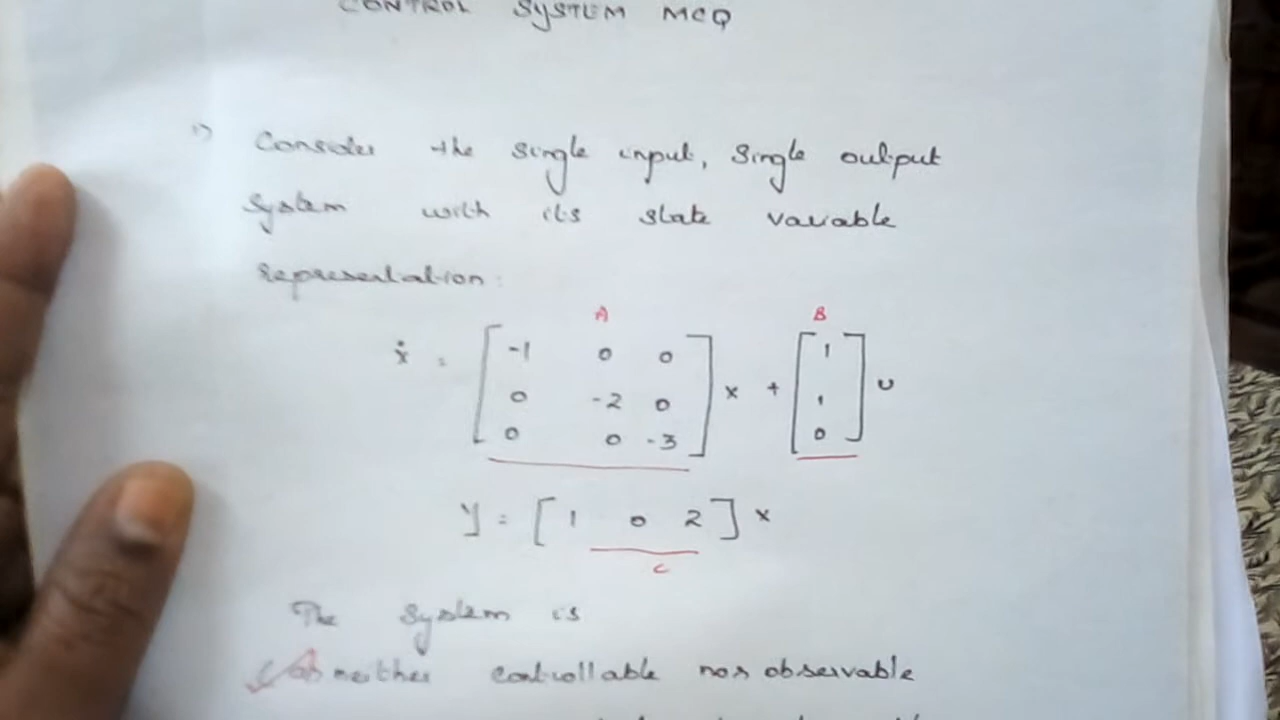 CONTROL SYSTEM MCQ
1) Consider the single input, single output
system with its state variable
representation:
A B
ẋ = [ -1 0 0 ] x + [ 1 ] u
0 -2 0 1
0 0 -3 0
y = [ 1 0 2 ] x
C
The system is
neither controllable nor observable